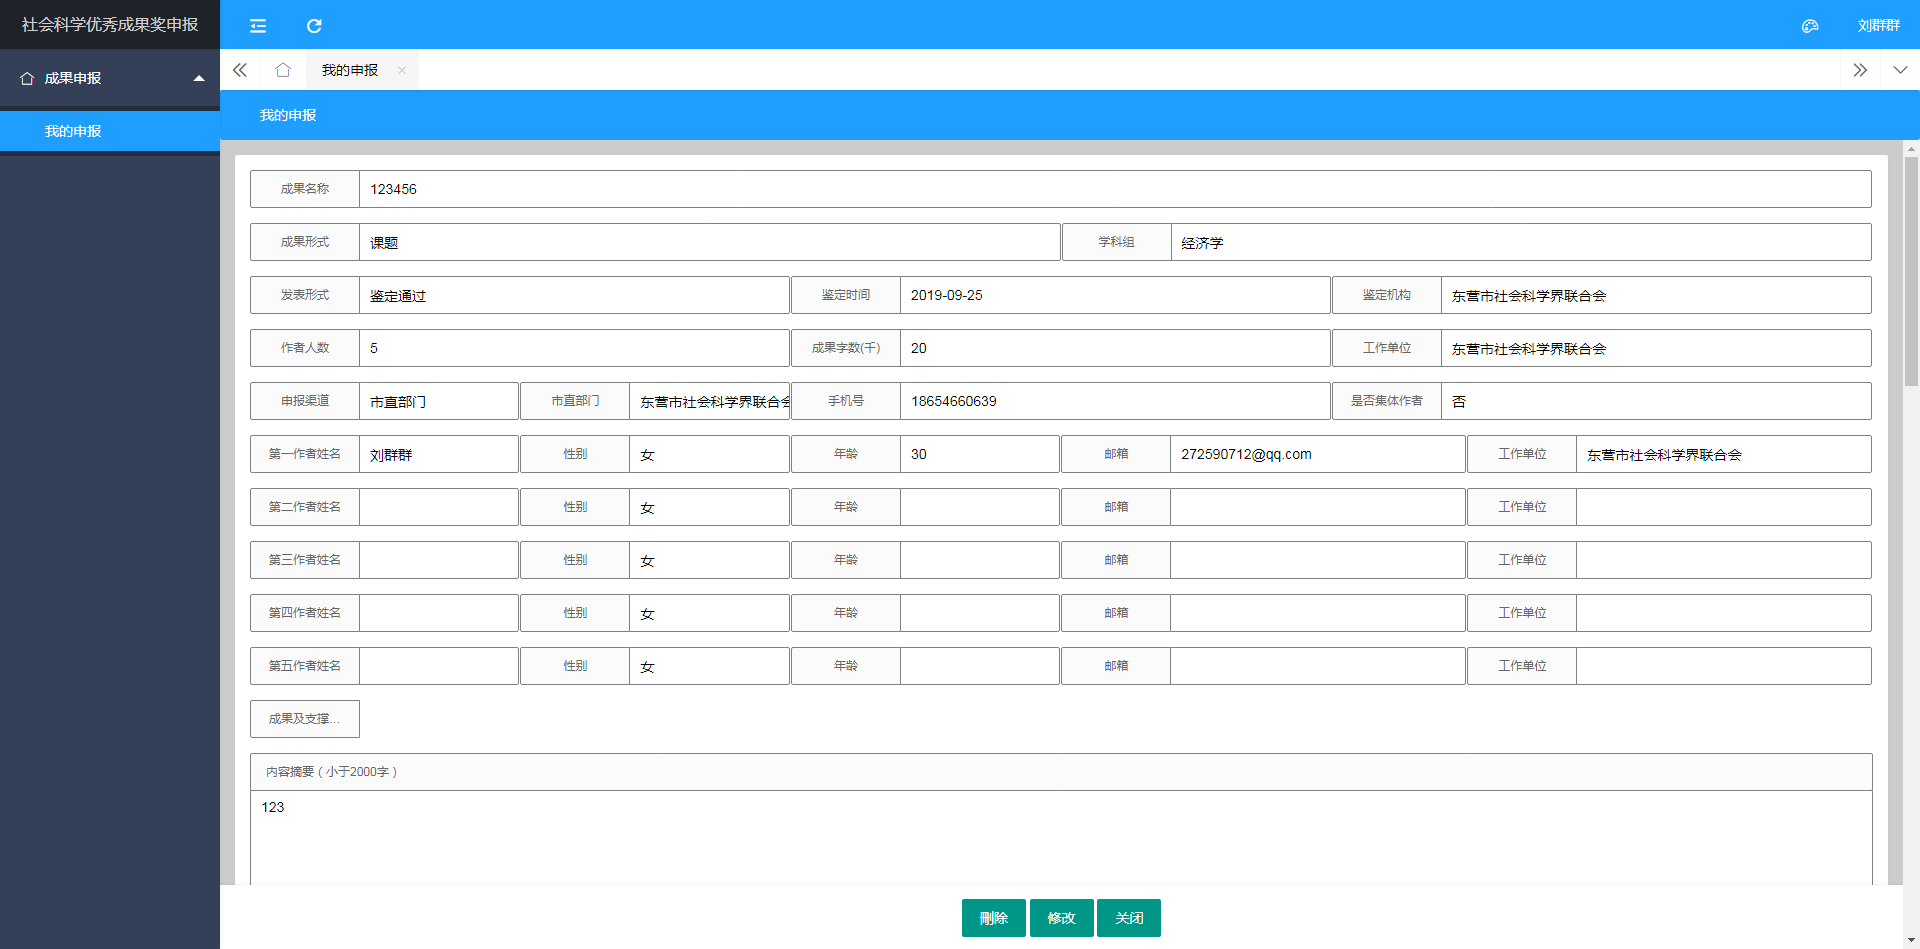 社会科学优秀成果奖申报
刘群群
成果申报
我的申报
我的申报
我的申报
成果名称 123456
成果形式 课题 学科组 经济学
发表形式 鉴定通过 鉴定时间 2019-09-25 鉴定机构 东营市社会科学界联合会
作者人数 5 成果字数(千) 20 工作单位 东营市社会科学界联合会
申报渠道 市直部门 市直部门 东营市社会科学界联合会 手机号 18654660639 是否集体作者 否
第一作者姓名 刘群群 性别 女 年龄 30 邮箱 272590712@qq.com 工作单位 东营市社会科学界联合会
第二作者姓名 性别 女 年龄 邮箱 工作单位
第三作者姓名 性别 女 年龄 邮箱 工作单位
第四作者姓名 性别 女 年龄 邮箱 工作单位
第五作者姓名 性别 女 年龄 邮箱 工作单位
成果及支撑...
内容摘要（小于2000字）
123
刪除 修改 关闭